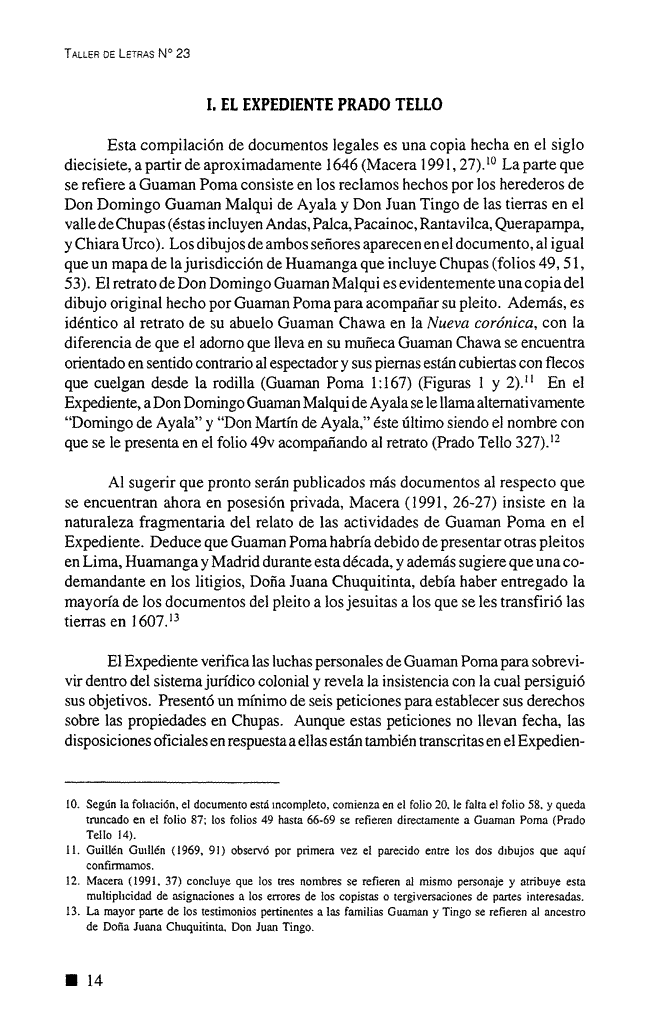 TALLER DE LETRAS Nº 23
I. EL EXPEDIENTE PRADO TELLO
Esta compilación de documentos legales es una copia hecha en el siglo
diecisiete, a partir de aproximadamente 1646 (Macera 1991, 27).10 La parte que
se refiere a Guaman Poma consiste en los reclamos hechos por los herederos de
Don Domingo Guaman Malqui de Ayala y Don Juan Tingo de las tierras en el
valle de Chupas (éstas incluyen Andas, Palca, Pacainoc, Rantavilca, Querapampa,
y Chiara Urco). Los dibujos de ambos señores aparecen en el documento, al igual
que un mapa de la jurisdicción de Huamanga que incluye Chupas (folios 49, 51,
53). El retrato de Don Domingo Guaman Malqui es evidentemente una copia del
dibujo original hecho por Guaman Poma para acompañar su pleito. Además, es
idéntico al retrato de su abuelo Guaman Chawa en la Nueva corónica, con la
diferencia de que el adorno que lleva en su muñeca Guaman Chawa se encuentra
orientado en sentido contrario al espectador y sus piernas están cubiertas con flecos
que cuelgan desde la rodilla (Guaman Poma 1:167) (Figuras 1 y 2).11 En el
Expediente, a Don Domingo Guaman Malqui de Ayala se le llama alternativamente
“Domingo de Ayala” y “Don Martín de Ayala,” éste último siendo el nombre con
que se le presenta en el folio 49v acompañando al retrato (Prado Tello 327).12
Al sugerir que pronto serán publicados más documentos al respecto que
se encuentran ahora en posesión privada, Macera (1991, 26-27) insiste en la
naturaleza fragmentaria del relato de las actividades de Guaman Poma en el
Expediente. Deduce que Guaman Poma habría debido de presentar otras pleitos
en Lima, Huamanga y Madrid durante esta década, y además sugiere que una co-
demandante en los litigios, Doña Juana Chuquitinta, debía haber entregado la
mayoría de los documentos del pleito a los jesuitas a los que se les transfirió las
tierras en 1607.13
El Expediente verifica las luchas personales de Guaman Poma para sobrevi-
vir dentro del sistema jurídico colonial y revela la insistencia con la cual persiguió
sus objetivos. Presentó un mínimo de seis peticiones para establecer sus derechos
sobre las propiedades en Chupas. Aunque estas peticiones no llevan fecha, las
disposiciones oficiales en respuesta a ellas están también transcritas en el Expedien-
10. Según la foliación, el documento está incompleto, comienza en el folio 20, le falta el folio 58, y queda
truncado en el folio 87; los folios 49 hasta 66-69 se refieren directamente a Guaman Poma (Prado
Tello 14).
11. Guillén Guillén (1969, 91) observó por primera vez el parecido entre los dos dibujos que aquí
confirmamos.
12. Macera (1991, 37) concluye que los tres nombres se refieren al mismo personaje y atribuye esta
multiplicidad de asignaciones a los errores de los copistas o tergiversaciones de partes interesadas.
13. La mayor parte de los testimonios pertinentes a las familias Guaman y Tingo se refieren al ancestro
de Doña Juana Chuquitinta, Don Juan Tingo.
■ 14